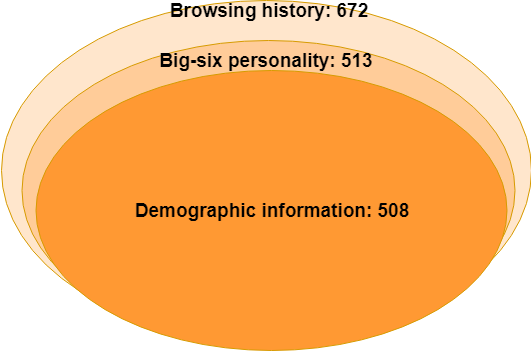 Browsing history: 672
Big-six personality: 513
Demographic information: 508